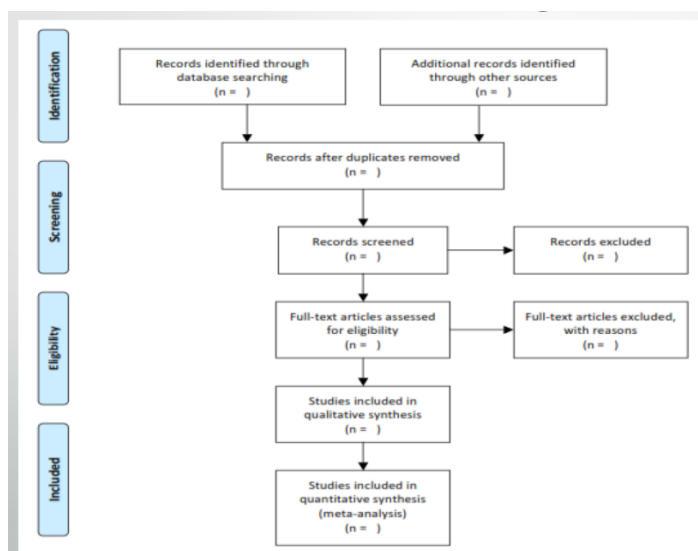 Identification
Records identified through
database searching
(n =   )
Additional records identified
through other sources
(n =   )
Records after duplicates removed
(n =   )
Screening
Records screened
(n =   )
Records excluded
(n =   )
Eligibility
Full-text articles assessed
for eligibility
(n =   )
Full-text articles excluded,
with reasons
(n =   )
Studies included in
qualitative synthesis
(n =   )
Included
Studies included in
quantitative synthesis
(meta-analysis)
(n =   )